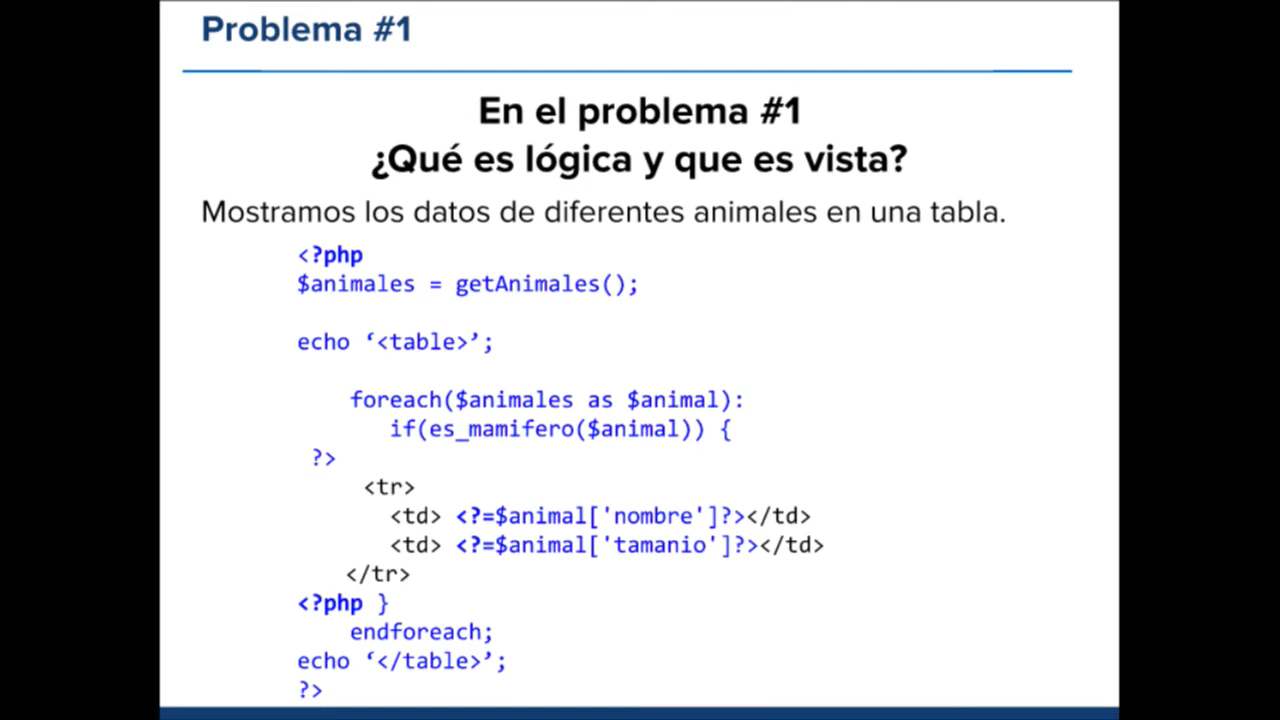 Problema #1
En el problema #1
¿Qué es lógica y que es vista?
Mostramos los datos de diferentes animales en una tabla.
<?php
$animales = getAnimales();
echo ‘<table>’;
foreach($animales as $animal):
if(es_mamifero($animal)) {
?>
<tr>
<td> <?=$animal['nombre']?></td>
<td> <?=$animal['tamanio']?></td>
</tr>
<?php }
endforeach;
echo ‘</table>’;
?>